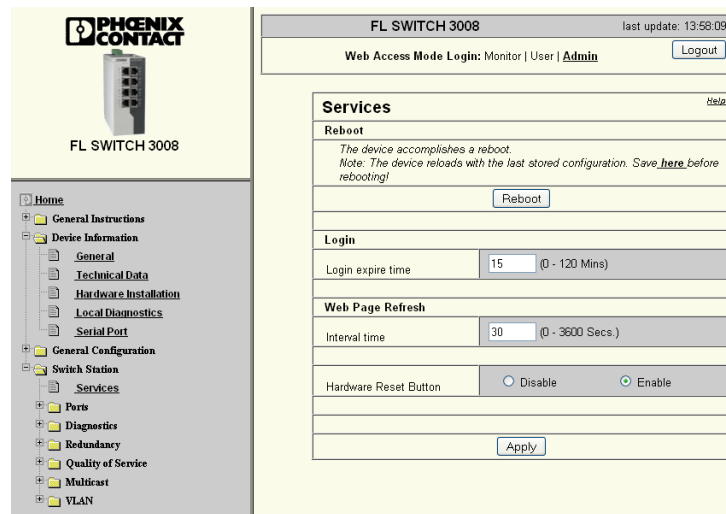 PHŒNIX
CONTACT
FL SWITCH 3008
Home
General Instructions
Device Information
General
Technical Data
Hardware Installation
Local Diagnostics
Serial Port
General Configuration
Switch Station
Services
Ports
Diagnostics
Redundancy
Quality of Service
Multicast
VLAN
FL SWITCH 3008 last update: 13:58:09
Web Access Mode Login: Monitor | User | Admin Logout
Services Help
Reboot
The device accomplishes a reboot.
Note: The device reloads with the last stored configuration. Save here before
rebooting!
Reboot
Login
Login expire time 15 (0 - 120 Mins)
Web Page Refresh
Interval time 30 (0 - 3600 Secs.)
Hardware Reset Button Disable Enable
Apply